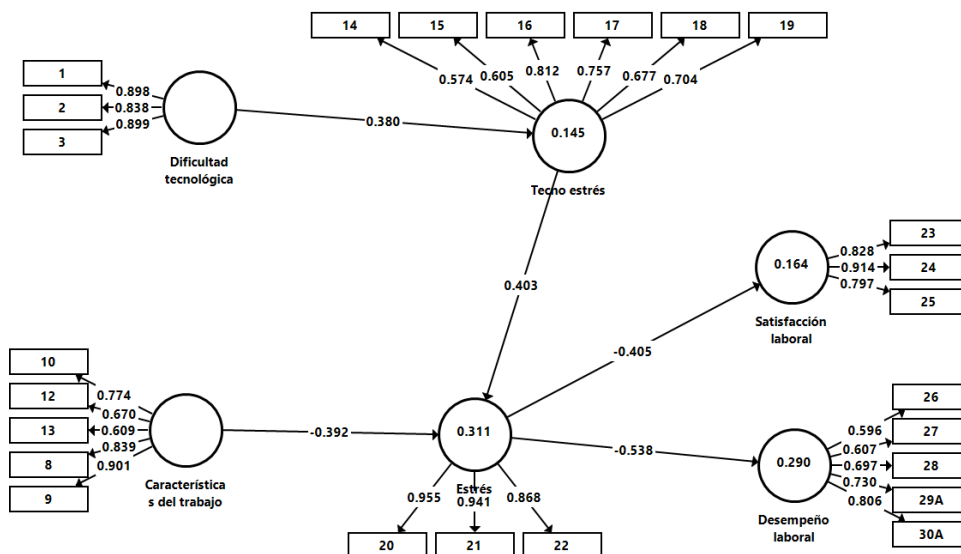 14 15 16 17 18 19
0.574 0.605 0.812 0.757 0.677 0.704
1
2
3
0.898
0.838
0.899
Dificultad
tecnológica
0.380
0.145
Tecno estrés
0.403
23
24
25
0.828
0.914
0.797
0.164
Satisfacción
laboral
-0.405
10
12
13
8
9
0.774
0.670
0.609
0.839
0.901
Característica
s del trabajo
-0.392
0.311
Estrés
0.955 0.941 0.868
20 21 22
-0.538
0.290
Desempeño
laboral
0.596
0.607
0.697
0.730
0.806
26
27
28
29A
30A